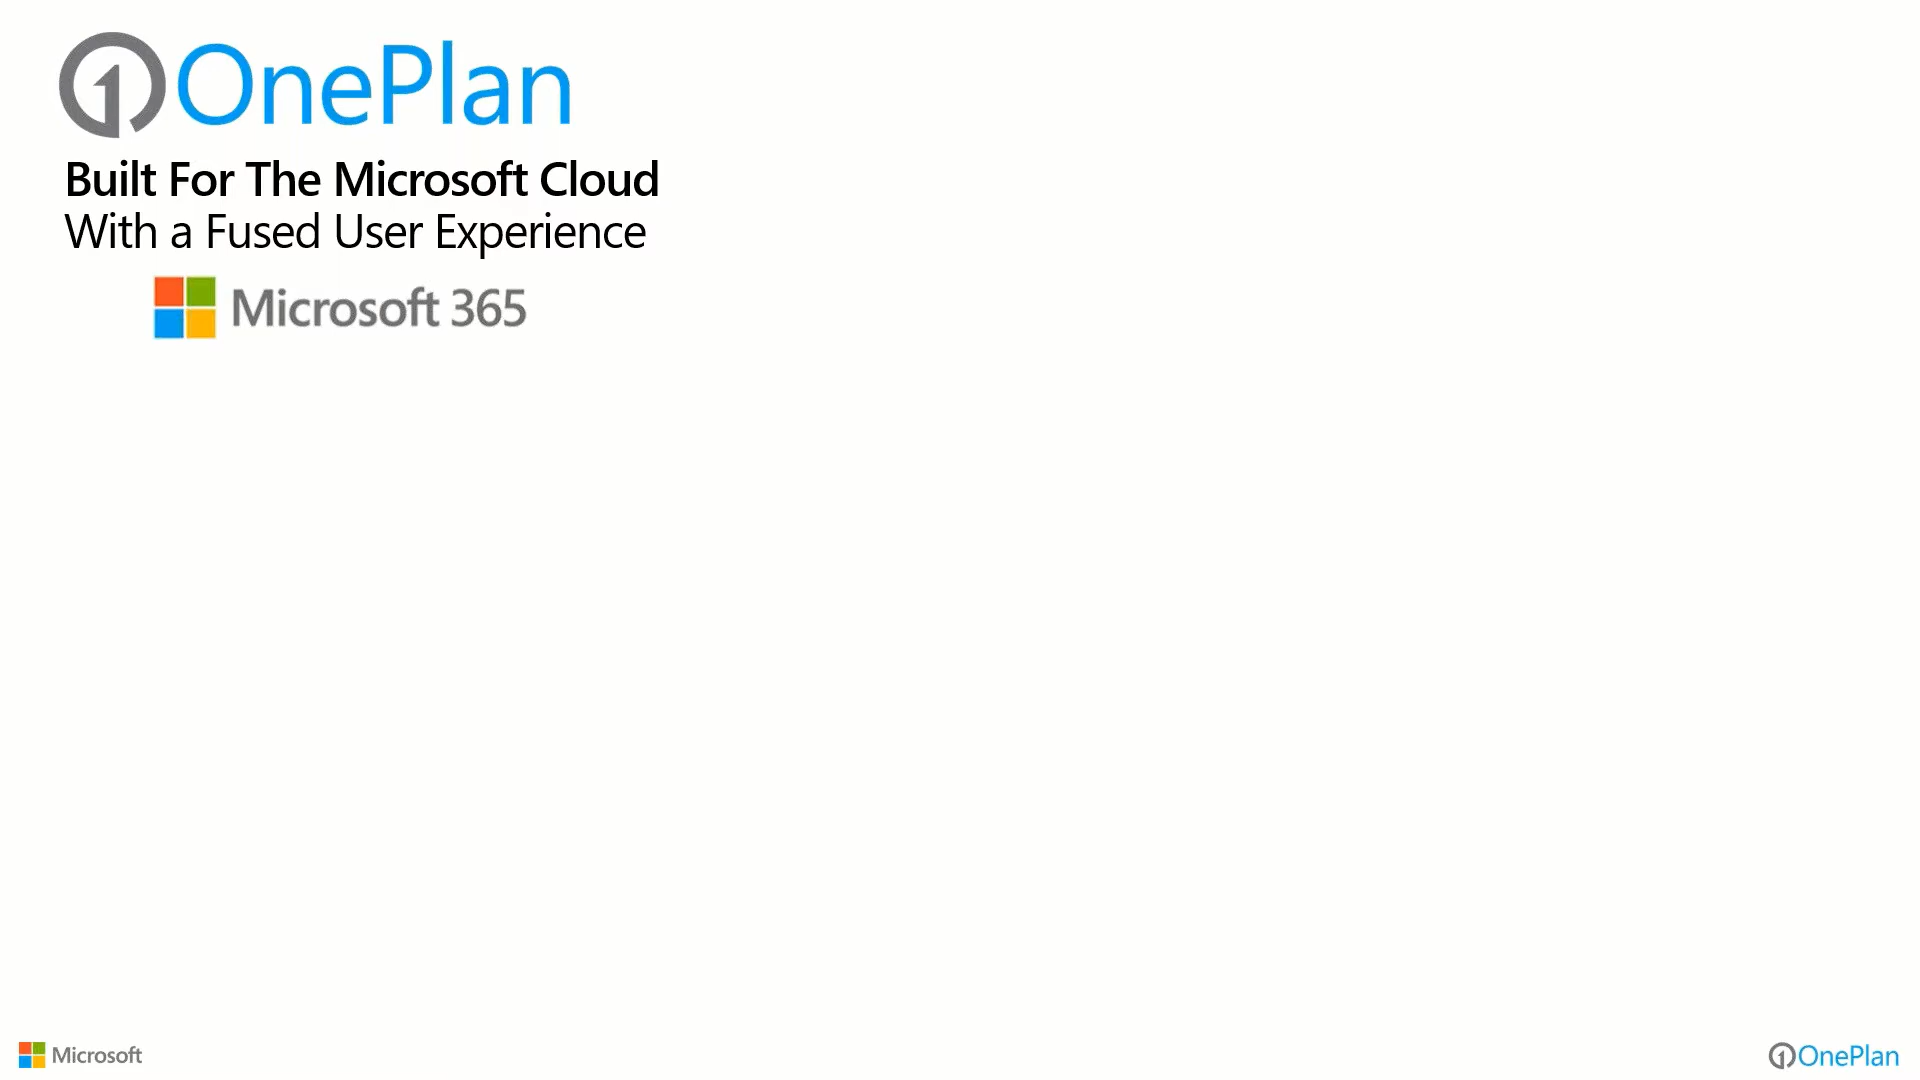 OnePlan
Built For The Microsoft Cloud
With a Fused User Experience
Microsoft 365
Microsoft
OnePlan